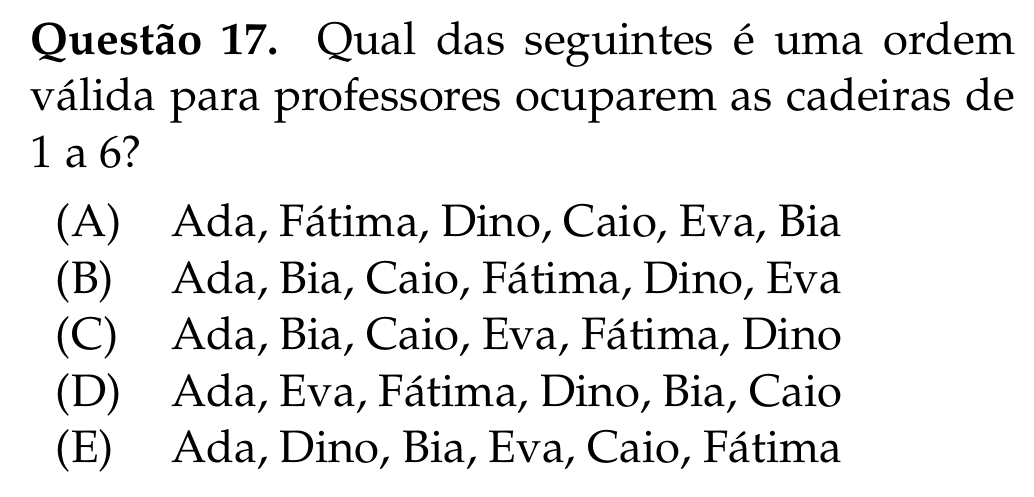 Questão 17. Qual das seguintes é uma ordem
válida para professores ocuparem as cadeiras de
1 a 6?
(A) Ada, Fátima, Dino, Caio, Eva, Bia
(B) Ada, Bia, Caio, Fátima, Dino, Eva
(C) Ada, Bia, Caio, Eva, Fátima, Dino
(D) Ada, Eva, Fátima, Dino, Bia, Caio
(E) Ada, Dino, Bia, Eva, Caio, Fátima